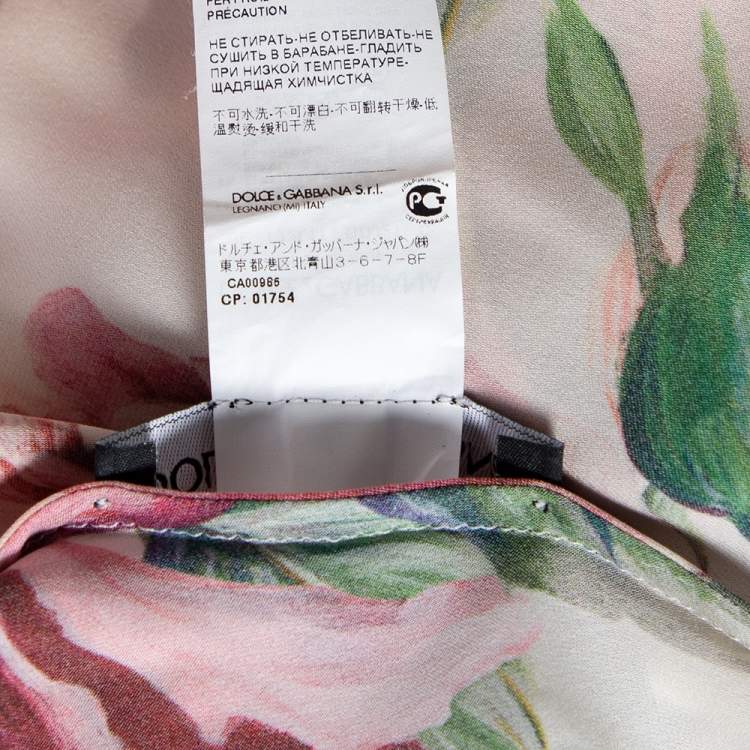 PRÉCAUTION
НЕ СТИРАТЬ-НЕ ОТБЕЛИВАТЬ-НЕ
СУШИТЬ В БАРАБАНЕ-ГЛАДИТЬ
ПРИ НИЗКОЙ ТЕМПЕРАТУРЕ-
ЩАДЯЩАЯ ХИМЧИСТКА
不可水洗-不可漂白-不可翻转干燥-低
温熨烫-缓和干洗
DOLCE & GABBANA S.r.l.
LEGNANO (MI) ITALY
РСТ
ドルチェ・アンド・ガッバーナ・ジャパン㈱
東京都港区北青山3-6-7-8F
CA00986
CP: 01754